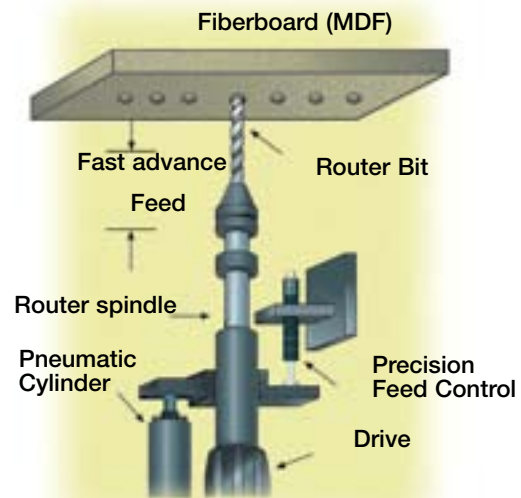 Fiberboard (MDF)
Fast advance
Router Bit
Feed
Router spindle
Pneumatic
Cylinder
Precision
Feed Control
Drive